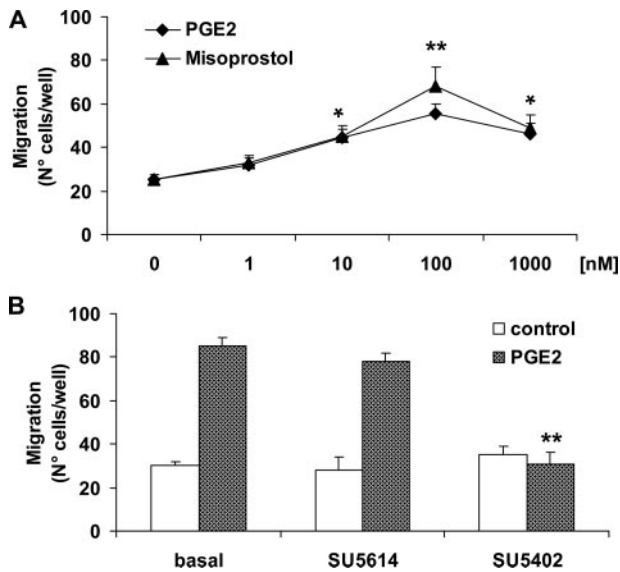 A
PGE2
Misoprostol
Migration
(N° cells/well)
100
80
60
40
20
0
*
**
*
0 1 10 100 1000 [nM]
B
control
PGE2
Migration
(N° cells/well)
100
80
60
40
20
0
**
basal SU5614 SU5402